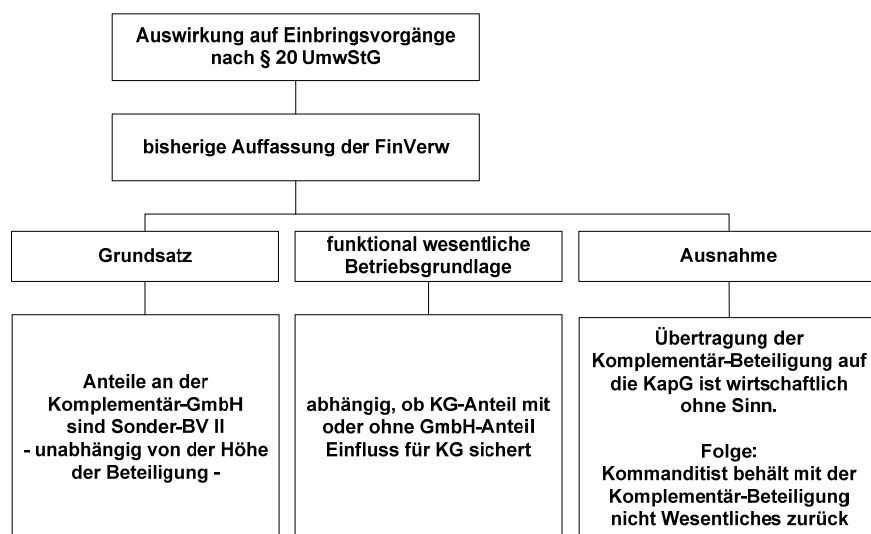 Auswirkung auf Einbringsvorgänge
nach § 20 UmwStG
bisherige Auffassung der FinVerw
Grundsatz
funktional wesentliche
Betriebsgrundlage
Ausnahme
Anteile an der
Komplementär-GmbH
sind Sonder-BV II
- unabhängig von der Höhe
der Beteiligung -
abhängig, ob KG-Anteil mit
oder ohne GmbH-Anteil
Einfluss für KG sichert
Übertragung der
Komplementär-Beteiligung auf
die KapG ist wirtschaftlich
ohne Sinn.
Folge:
Kommanditist behält mit der
Komplementär-Beteiligung
nicht Wesentliches zurück